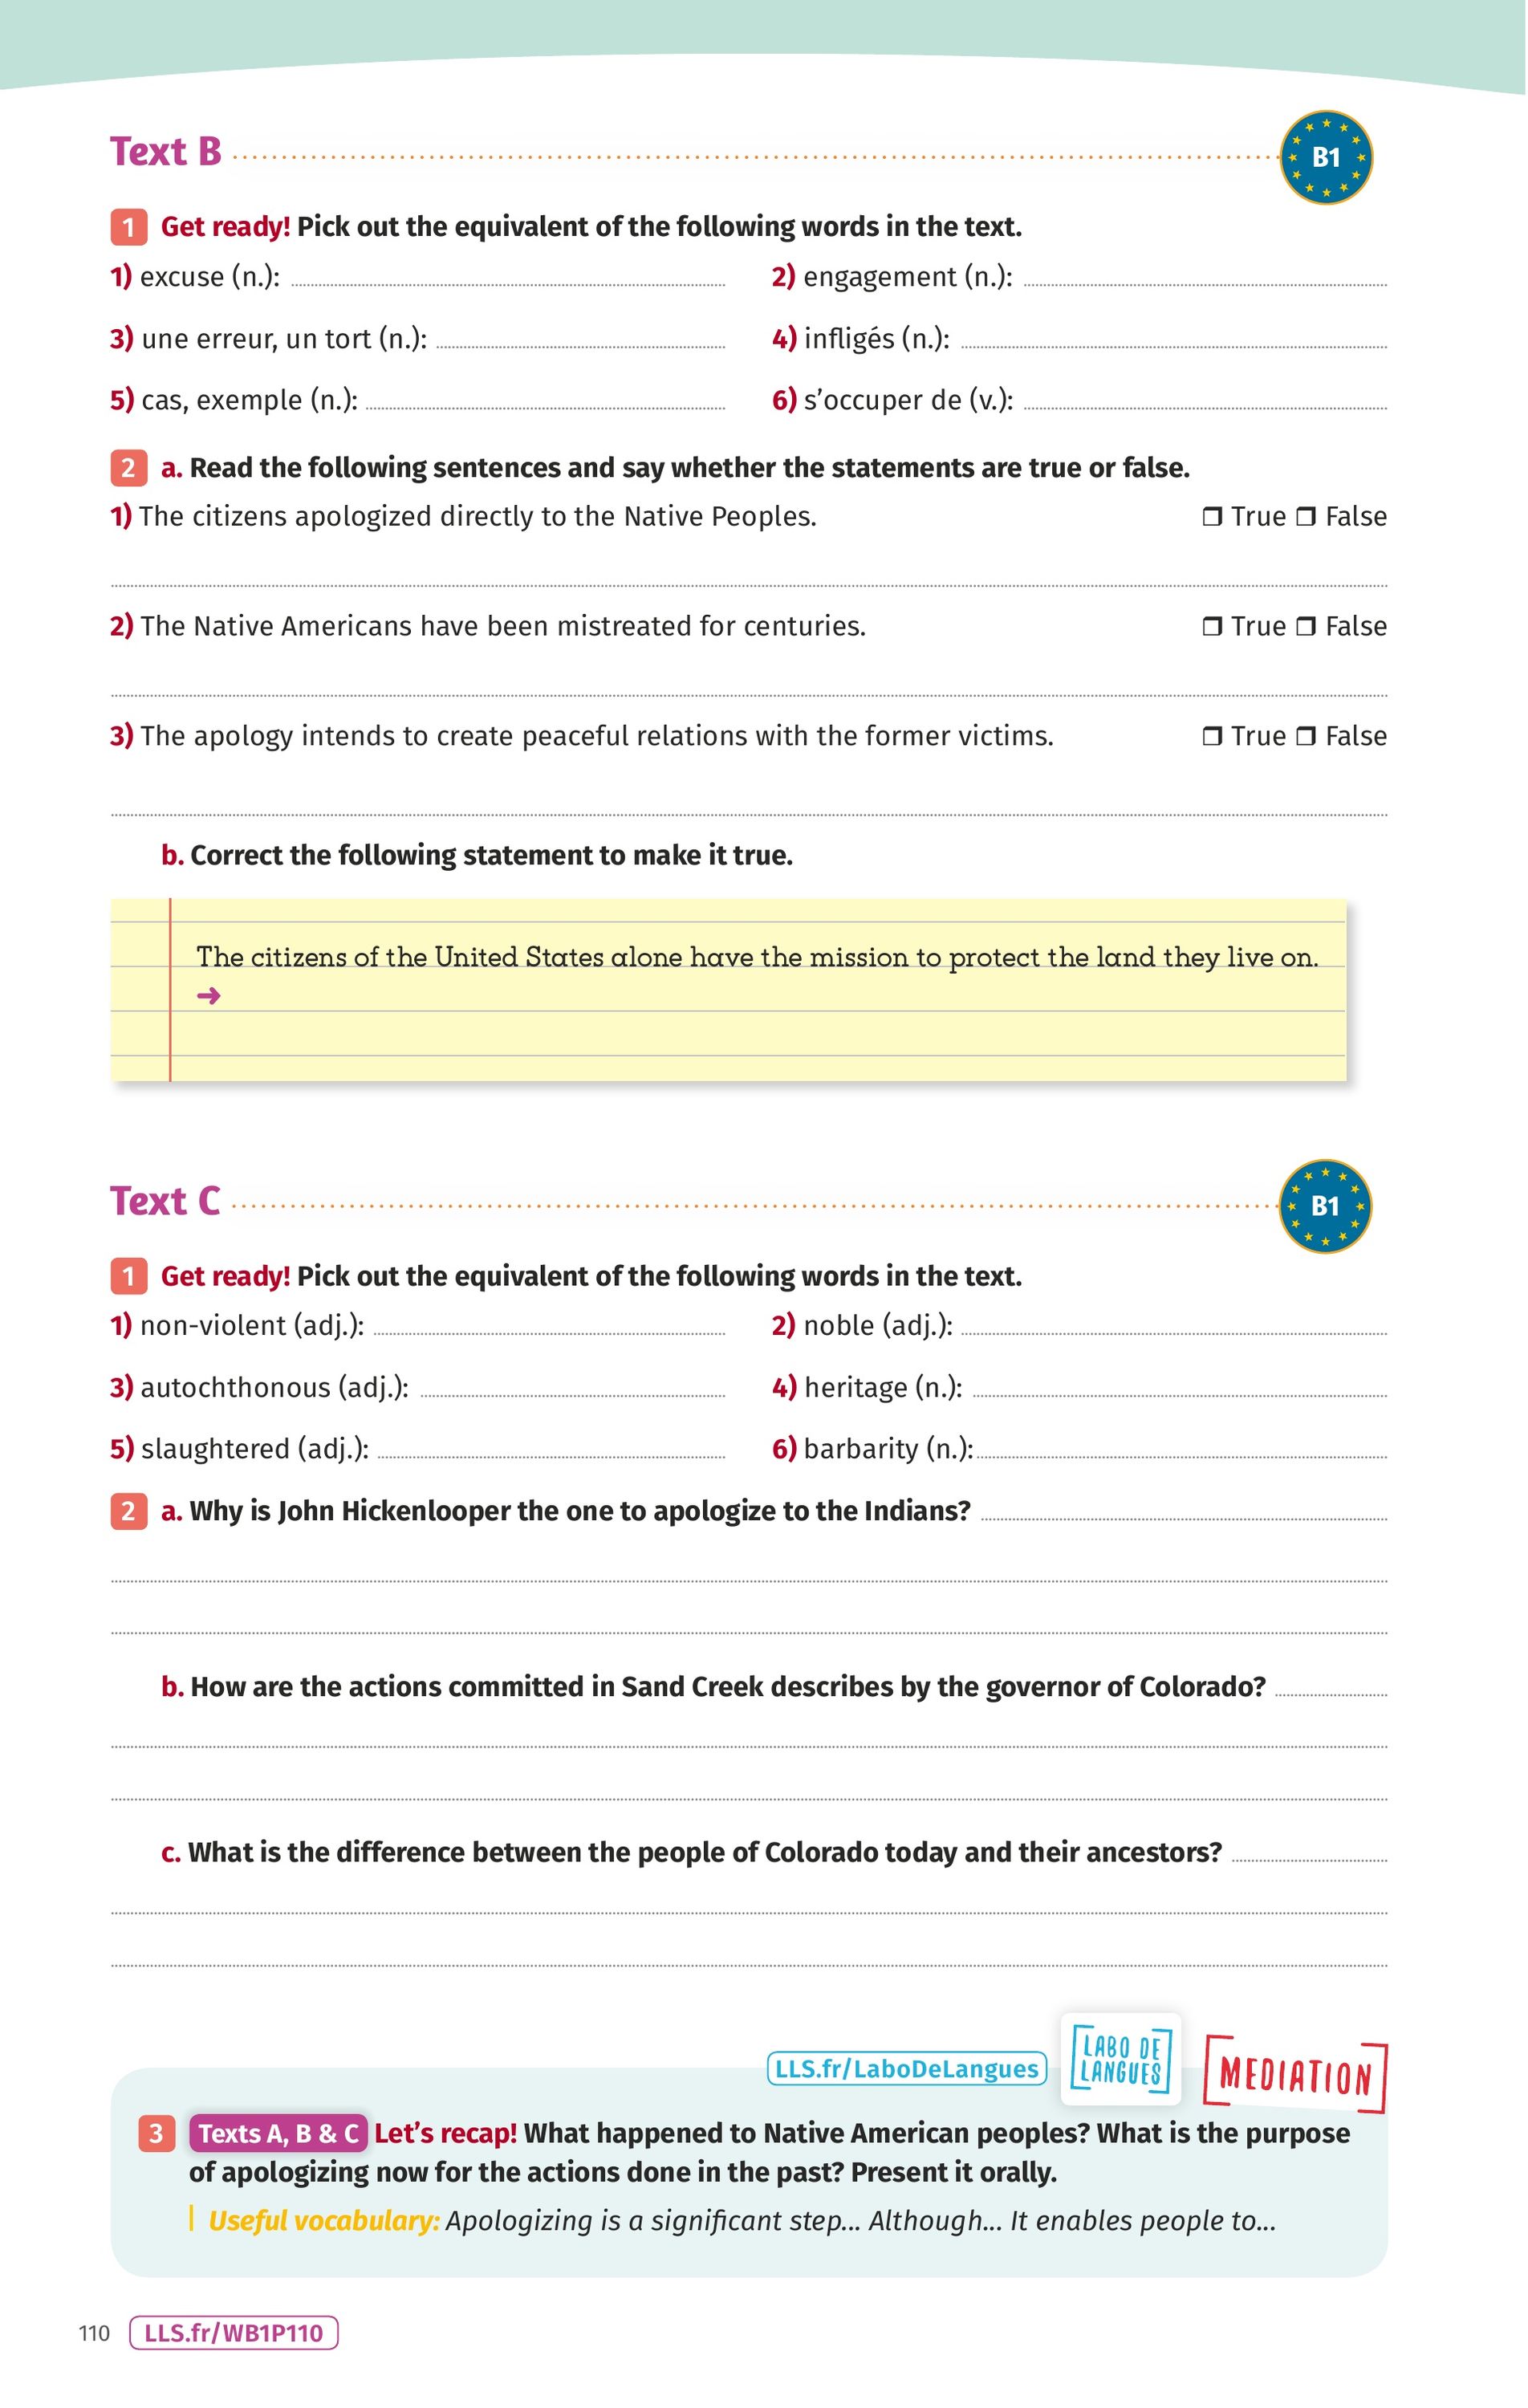 Text B
B1
1 Get ready! Pick out the equivalent of the following words in the text.
1) excuse (n.):
2) engagement (n.):
3) une erreur, un tort (n.):
4) infligés (n.):
5) cas, exemple (n.):
6) s'occuper de (v.):
2 a. Read the following sentences and say whether the statements are true or false.
1) The citizens apologized directly to the Native Peoples. ❒ True ❒ False
2) The Native Americans have been mistreated for centuries. ❒ True ❒ False
3) The apology intends to create peaceful relations with the former victims. ❒ True ❒ False
b. Correct the following statement to make it true.
The citizens of the United States alone have the mission to protect the land they live on.
➜
Text C
B1
1 Get ready! Pick out the equivalent of the following words in the text.
1) non-violent (adj.):
2) noble (adj.):
3) autochthonous (adj.):
4) heritage (n.):
5) slaughtered (adj.):
6) barbarity (n.):
2 a. Why is John Hickenlooper the one to apologize to the Indians?
b. How are the actions committed in Sand Creek describes by the governor of Colorado?
c. What is the difference between the people of Colorado today and their ancestors?
LLS.fr/LaboDeLangues
LABO DE
LANGUES
MEDIATION
3 Texts A, B & C Let's recap! What happened to Native American peoples? What is the purpose
of apologizing now for the actions done in the past? Present it orally.
Useful vocabulary: Apologizing is a significant step... Although... It enables people to...
110 LLS.fr/WB1P110